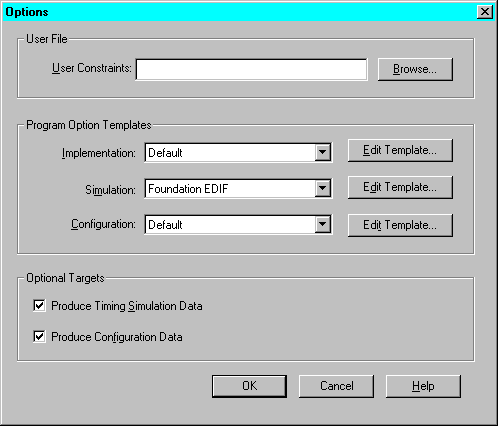 Options
User File
User Constraints:
Browse...
Program Option Templates
Implementation: Default Edit Template...
Simulation: Foundation EDIF Edit Template...
Configuration: Default Edit Template...
Optional Targets
Produce Timing Simulation Data
Produce Configuration Data
OK Cancel Help